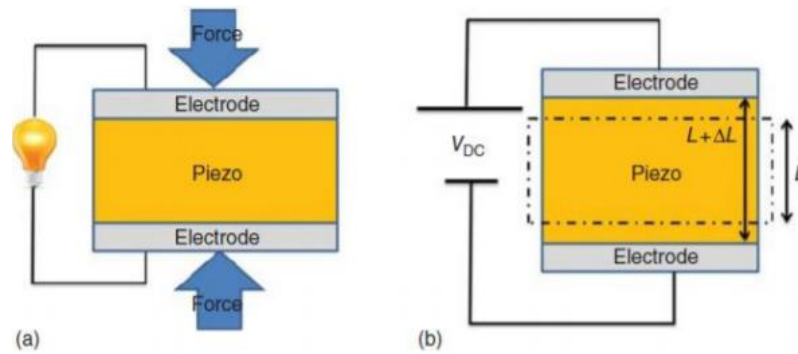 Force
Electrode
Piezo
Electrode
Force
(a)
Electrode
L + ΔL
V_DC
Piezo
Electrode
(b)